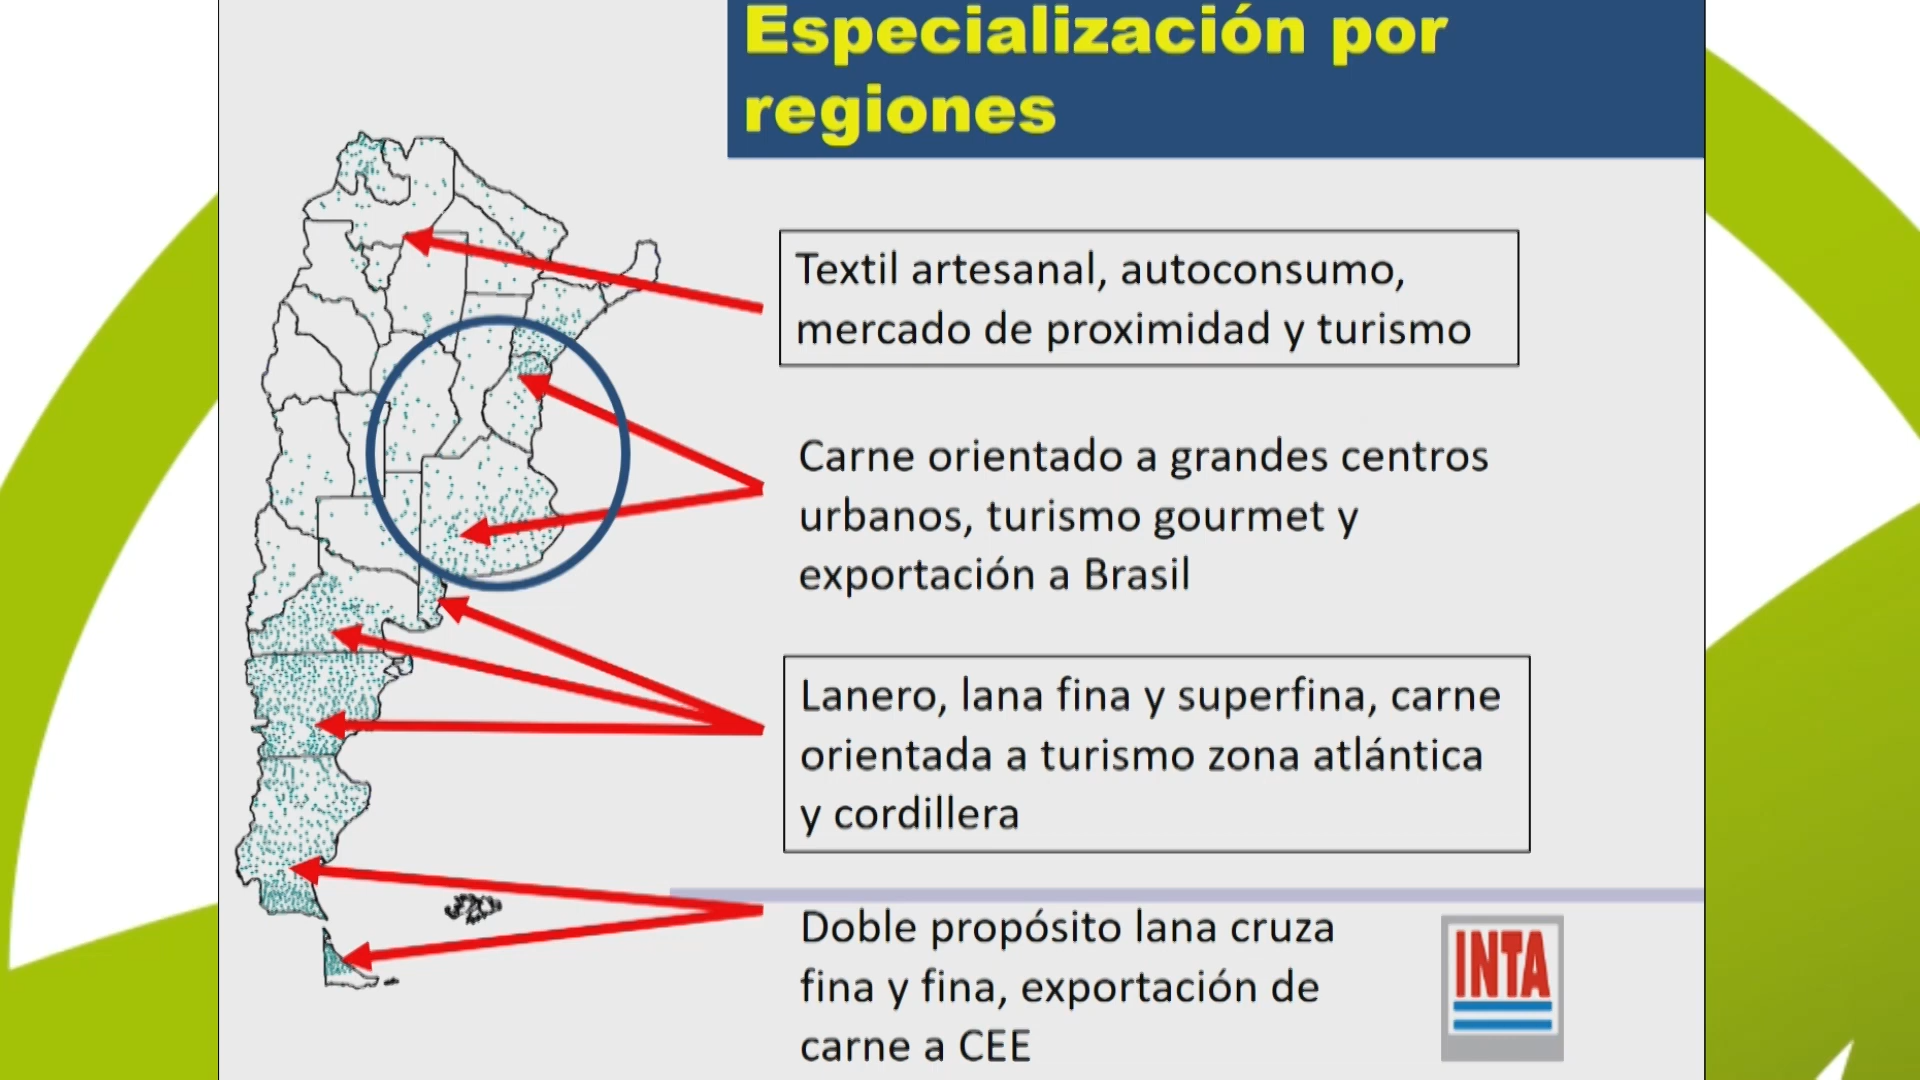 Especialización por
regiones
Textil artesanal, autoconsumo,
mercado de proximidad y turismo
Carne orientado a grandes centros
urbanos, turismo gourmet y
exportación a Brasil
Lanero, lana fina y superfina, carne
orientada a turismo zona atlántica
y cordillera
Doble propósito lana cruza
fina y fina, exportación de
carne a CEE
INTA